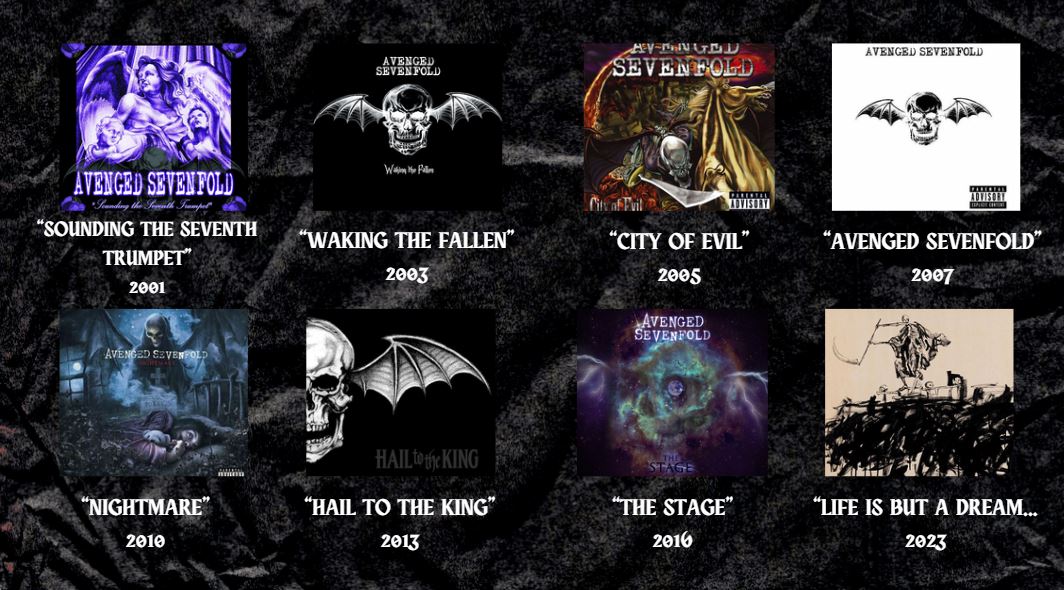 AVENGED SEVENFOLD
"Sounding the Seventh Trumpet"
AVENGED
SEVENFOLD
Waking the Fallen
AVENGED
SEVENFOLD
City of Evil
PARENTAL
ADVISORY
AVENGED SEVENFOLD
PARENTAL
ADVISORY
EXPLICIT CONTENT
“SOUNDING THE SEVENTH
TRUMPET”
2001
“WAKING THE FALLEN”
2003
“CITY OF EVIL”
2005
“AVENGED SEVENFOLD”
2007
AVENGED SEVENFOLD
NIGHTMARE
HAIL to the KING
AVENGED
SEVENFOLD
THE
STAGE
“NIGHTMARE”
2010
“HAIL TO THE KING”
2013
“THE STAGE”
2016
“LIFE IS BUT A DREAM...
2023